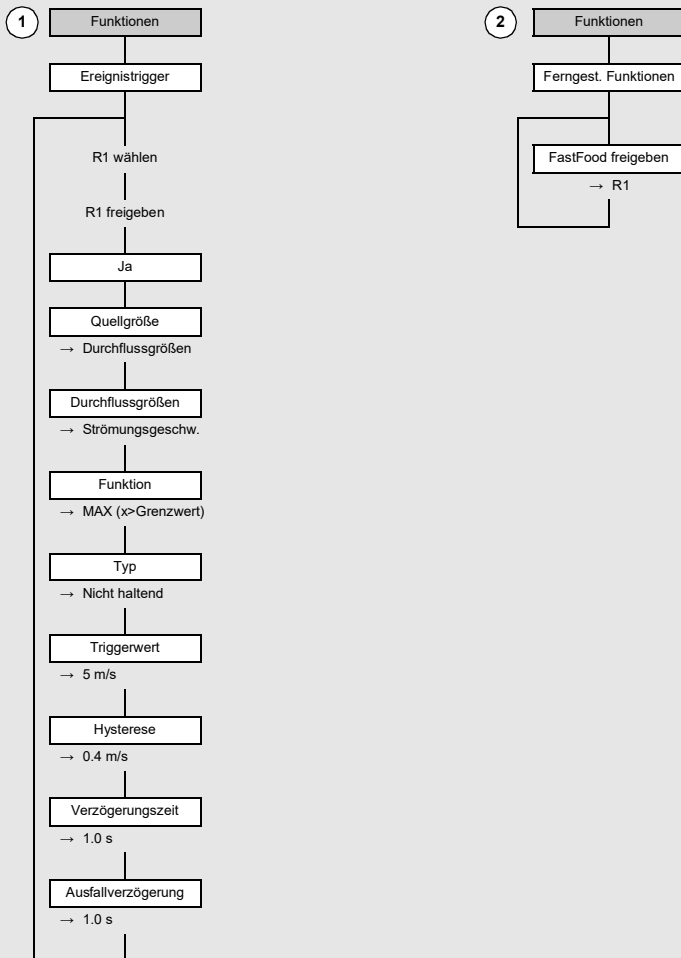 1
Funktionen
Ereignistrigger
R1 wählen
R1 freigeben
Ja
Quellgröße
→ Durchflussgrößen
Durchflussgrößen
→ Strömungsgeschw.
Funktion
→ MAX (x>Grenzwert)
Typ
→ Nicht haltend
Triggerwert
→ 5 m/s
Hysterese
→ 0.4 m/s
Verzögerungszeit
→ 1.0 s
Ausfallverzögerung
→ 1.0 s
2
Funktionen
Ferngest. Funktionen
FastFood freigeben
→ R1